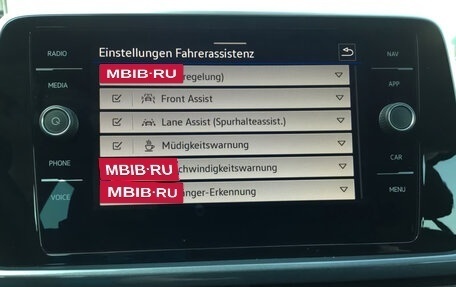 Einstellungen Fahrerassistenz
RADIO
NAV
MBIB·RU
regelung)
MEDIA
APP
Front Assist
Lane Assist (Spurhalteassist.)
Müdigkeitswarnung
PHONE
CAR
MBIB·RU
chwindigkeitswarnung
VOICE
MENU
MBIB·RU
änger-Erkennung